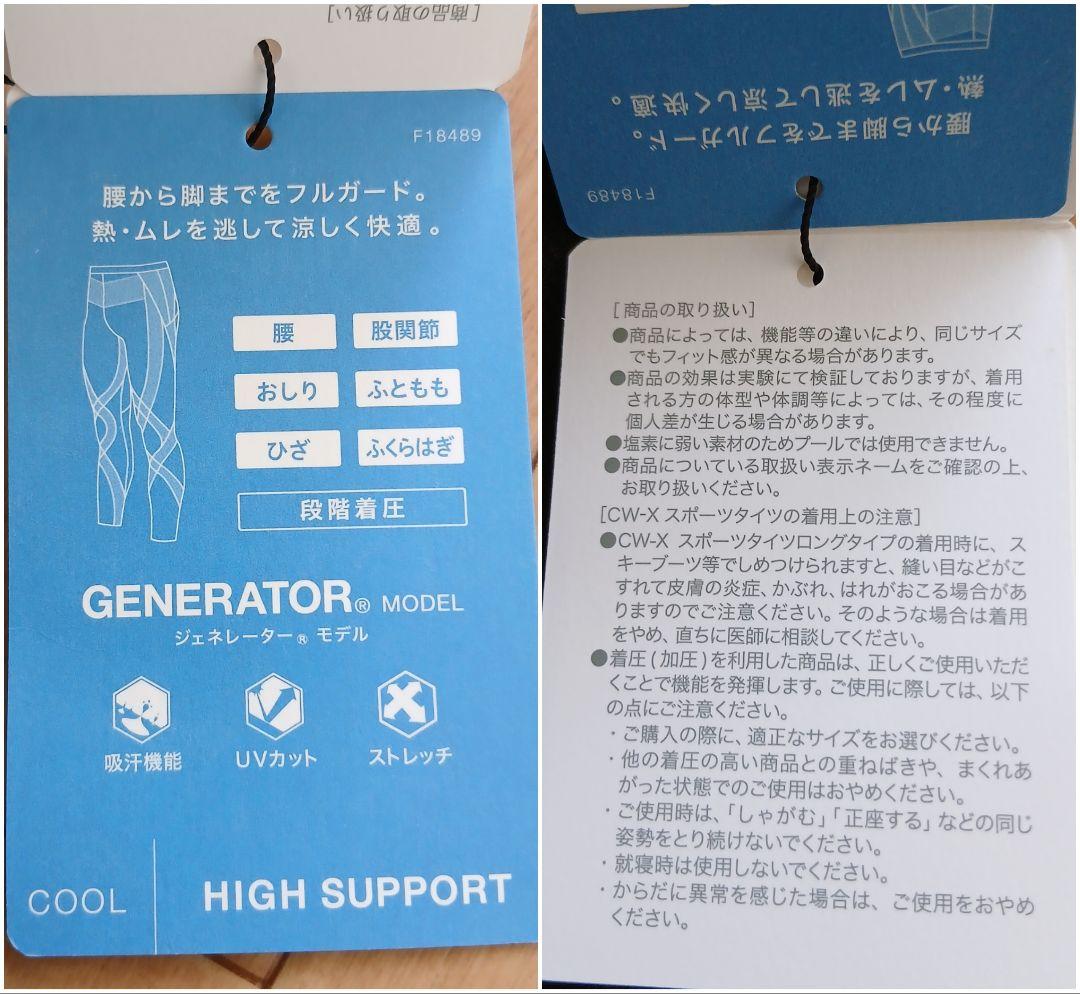 [商品の取り扱い]
F18489
腰から脚までをフルガード。
熱・ムレを逃して涼しく快適。
腰
股関節
おしり
ふともも
ひざ
ふくらはぎ
段階着圧
GENERATOR® MODEL
ジェネレーター® モデル
吸汗機能
UVカット
ストレッチ
COOL
HIGH SUPPORT
腰から脚までをフルガード。
熱・ムレを逃して涼しく快適。
F18489
[商品の取り扱い]
●商品によっては、機能等の違いにより、同じサイズ
でもフィット感が異なる場合があります。
●商品の効果は実験にて検証しておりますが、着用
される方の体型や体調等によっては、その程度に
個人差が生じる場合があります。
●塩素に弱い素材のためプールでは使用できません。
●商品についている取扱い表示ネームをご確認の上、
お取り扱いください。
[CW-X スポーツタイツの着用上の注意]
●CW-X スポーツタイツロングタイプの着用時に、ス
キーブーツ等でしめつけられますと、縫い目などがこ
すれて皮膚の炎症、かぶれ、はれがおこる場合があ
りますのでご注意ください。そのような場合は着用
をやめ、直ちに医師に相談してください。
●着圧(加圧)を利用した商品は、正しくご使用いただ
くことで機能を発揮します。ご使用に際しては、以下
の点にご注意ください。
・ご購入の際に、適正なサイズをお選びください。
・他の着圧の高い商品との重ねばきや、まくれあ
がった状態でのご使用はおやめください。
・ご使用時は、「しゃがむ」「正座する」などの同じ
姿勢をとり続けないでください。
・就寝時は使用しないでください。
・からだに異常を感じた場合は、ご使用をおやめ
ください。